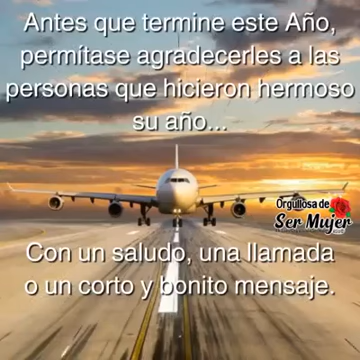 Antes que termine este Año,
permítase agradecerles a las
personas que hicieron hermoso
su año...
Orgullosa de
Ser Mujer
Con un saludo, una llamada
o un corto y bonito mensaje.